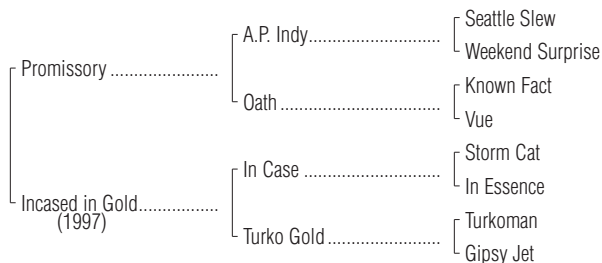 Seattle Slew
A.P. Indy........................................
Weekend Surprise
Promissory ................................
Known Fact
Oath ................................................
Vue
Storm Cat
In Case .........................................
In Essence
Incased in Gold.......................
(1997)
Turkoman
Turko Gold ..................................
Gipsy Jet